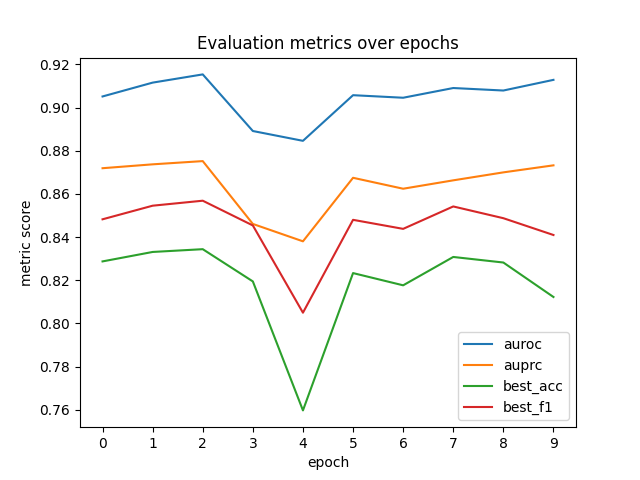 Evaluation metrics over epochs
metric score
0.92
0.90
0.88
0.86
0.84
0.82
0.80
0.78
0.76
auroc
auprc
best_acc
best_f1
0 1 2 3 4 5 6 7 8 9
epoch